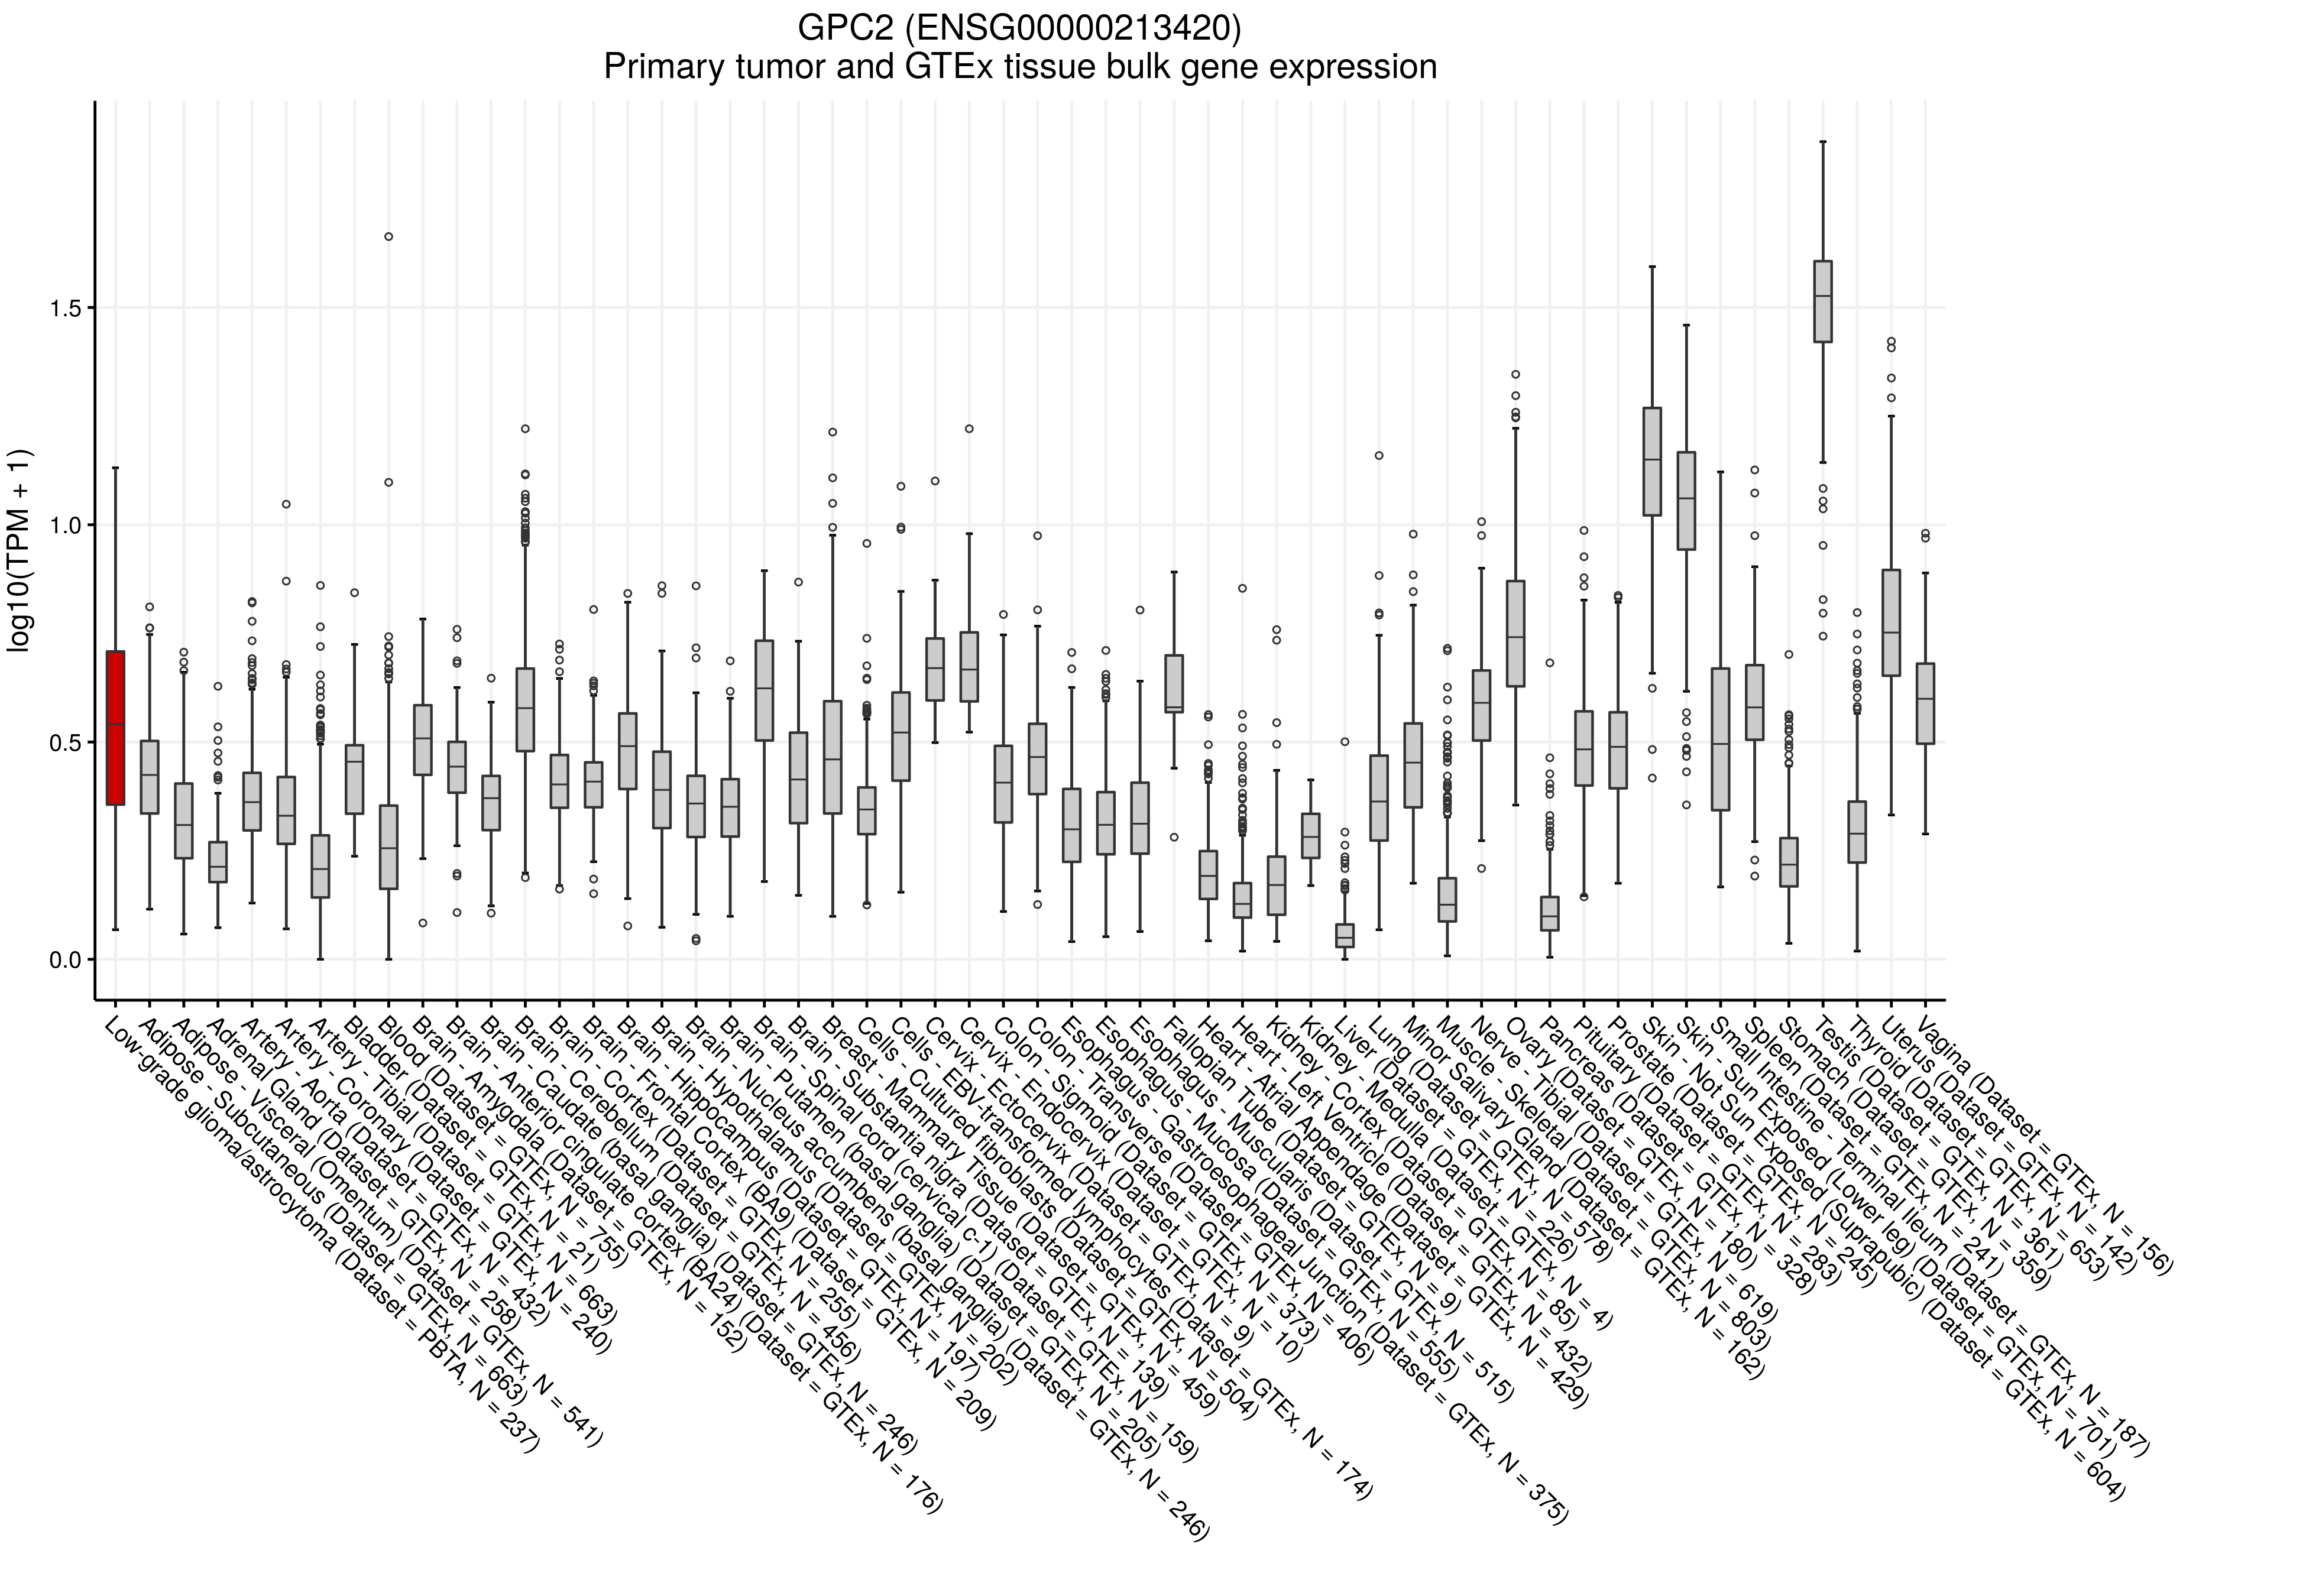 GPC2 (ENSG00000213420)
Primary tumor and GTEx tissue bulk gene expression
log10(TPM + 1)
1.5
1.0
0.5
0.0
Low-grade glioma/astrocytoma (Dataset = PBTA, N = 237)
Adipose - Subcutaneous (Dataset = GTEx, N = 663)
Adipose - Visceral (Omentum) (Dataset = GTEx, N = 541)
Adrenal Gland (Dataset = GTEx, N = 258)
Artery - Aorta (Dataset = GTEx, N = 432)
Artery - Coronary (Dataset = GTEx, N = 240)
Artery - Tibial (Dataset = GTEx, N = 663)
Bladder (Dataset = GTEx, N = 21)
Blood (Dataset = GTEx, N = 755)
Brain - Amygdala (Dataset = GTEx, N = 152)
Brain - Anterior cingulate cortex (BA24) (Dataset = GTEx, N = 176)
Brain - Caudate (basal ganglia) (Dataset = GTEx, N = 246)
Brain - Cerebellum (Dataset = GTEx, N = 456)
Brain - Cortex (Dataset = GTEx, N = 255)
Brain - Frontal Cortex (BA9) (Dataset = GTEx, N = 209)
Brain - Hippocampus (Dataset = GTEx, N = 197)
Brain - Hypothalamus (Dataset = GTEx, N = 202)
Brain - Nucleus accumbens (basal ganglia) (Dataset = GTEx, N = 246)
Brain - Putamen (basal ganglia) (Dataset = GTEx, N = 205)
Brain - Spinal cord (cervical c-1) (Dataset = GTEx, N = 159)
Brain - Substantia nigra (Dataset = GTEx, N = 139)
Breast - Mammary Tissue (Dataset = GTEx, N = 459)
Cells - Cultured fibroblasts (Dataset = GTEx, N = 504)
Cells - EBV-transformed lymphocytes (Dataset = GTEx, N = 174)
Cervix - Ectocervix (Dataset = GTEx, N = 9)
Cervix - Endocervix (Dataset = GTEx, N = 10)
Colon - Sigmoid (Dataset = GTEx, N = 373)
Colon - Transverse (Dataset = GTEx, N = 406)
Esophagus - Gastroesophageal Junction (Dataset = GTEx, N = 375)
Esophagus - Mucosa (Dataset = GTEx, N = 555)
Esophagus - Muscularis (Dataset = GTEx, N = 515)
Fallopian Tube (Dataset = GTEx, N = 9)
Heart - Atrial Appendage (Dataset = GTEx, N = 429)
Heart - Left Ventricle (Dataset = GTEx, N = 432)
Kidney - Cortex (Dataset = GTEx, N = 85)
Kidney - Medulla (Dataset = GTEx, N = 4)
Liver (Dataset = GTEx, N = 226)
Lung (Dataset = GTEx, N = 578)
Minor Salivary Gland (Dataset = GTEx, N = 162)
Muscle - Skeletal (Dataset = GTEx, N = 803)
Nerve - Tibial (Dataset = GTEx, N = 619)
Ovary (Dataset = GTEx, N = 180)
Pancreas (Dataset = GTEx, N = 328)
Pituitary (Dataset = GTEx, N = 283)
Prostate (Dataset = GTEx, N = 245)
Skin - Not Sun Exposed (Suprapubic) (Dataset = GTEx, N = 604)
Skin - Sun Exposed (Lower leg) (Dataset = GTEx, N = 701)
Small Intestine - Terminal Ileum (Dataset = GTEx, N = 187)
Spleen (Dataset = GTEx, N = 241)
Stomach (Dataset = GTEx, N = 359)
Testis (Dataset = GTEx, N = 361)
Thyroid (Dataset = GTEx, N = 653)
Uterus (Dataset = GTEx, N = 142)
Vagina (Dataset = GTEx, N = 156)